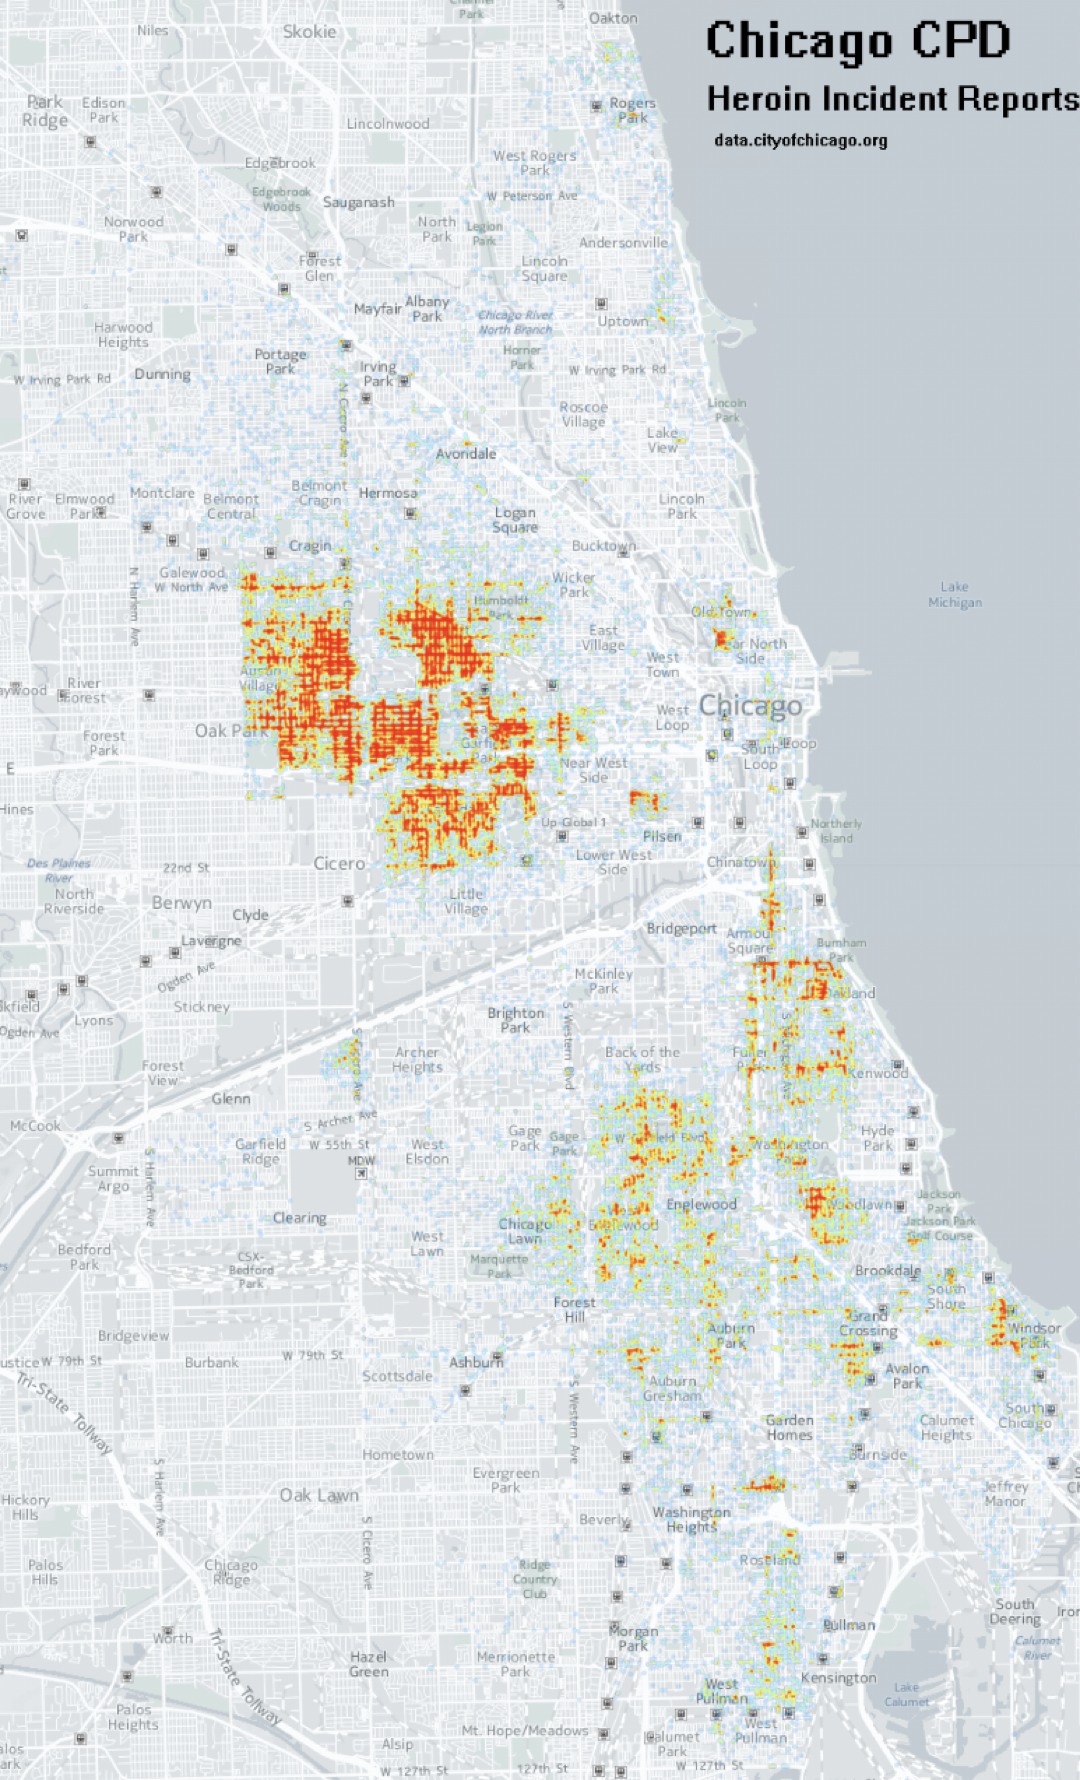 Chicago CPD
Heroin Incident Reports
data.cityofchicago.org
Oakton
Niles
Skokie
Park
Ridge
Edison
Park
Rogers
Park
Lincolnwood
West Rogers
Park
Edgebrook
Edgebrook
Woods
Sauganash
W Peterson Ave
Norwood
Park
North
Park
Legion
Park
Andersonville
Forest
Glen
Lincoln
Square
Mayfair
Albany
Park
Chicago River
North Branch
Uptown
Harwood
Heights
Portage
Park
Horner
Park
W Irving Park Rd
Dunning
Irving
Park
W Irving Park Rd
N Cicero Ave
Roscoe
Village
Lincoln
Park
Lake
View
Avondale
River
Grove
Elmwood
Park
Montclare
Belmont
Central
Belmont
Cragin
Hermosa
Logan
Square
Lincoln
Park
Cragin
Bucktown
Galewood
W North Ave
N Harlem Ave
Wicker
Park
Humboldt
Park
Old Town
Lake
Michigan
East
Village
Near North
Side
West
Town
Austin
Village
River
Forest
Oak Park
Forest
Park
West
Loop
Chicago
South Loop
Near West
Side
E
Hines
Up Global 1
Pilsen
Northerly
Island
Des Plaines
River
22nd St
Cicero
Lower West
Side
Chinatown
North
Riverside
Berwyn
Clyde
Little
Village
Lavergne
Bridgeport
Armour
Square
Burnham
Park
Ogden Ave
McKinley
Park
Oakland
Stickney
Lyons
Ogden Ave
Brighton
Park
S Western Blvd
S Cicero Ave
Forest
View
Archer
Heights
Back of the
Yards
Fuller
Park
Kenwood
Glenn
McCook
S Archer Ave
Garfield
Ridge
W 55th St
MDW
West
Elsdon
Gage
Park
Gage
Park
W Garfield Blvd
Washington
Park
Hyde
Park
Summit
Argo
S Harlem Ave
Clearing
Chicago
Lawn
West
Englewood
Englewood
Woodlawn
Jackson
Park
Jackson Park
Golf Course
West
Lawn
Bedford
Park
CSX-
Bedford
Park
Marquette
Park
Brookdale
South
Shore
Forest
Hill
Grand
Crossing
Windsor
Park
Auburn
Park
Bridgeview
W 79th St
Burbank
W 79th St
Ashburn
Scottsdale
Avalon
Park
Auburn
Gresham
Tri-State Tollway
S Western Ave
Garden
Homes
Calumet
Heights
South
Chicago
Hometown
Burnside
S Harlem Ave
Evergreen
Park
Oak Lawn
Jeffrey
Manor
Hickory
Hills
Beverly
Washington
Heights
S Cicero Ave
Palos
Hills
Chicago
Ridge
Ridge
Country
Club
Roseland
South
Deering
Worth
Tri-State Tollway
Morgan
Park
Pullman
Calumet
River
Hazel
Green
Merrionette
Park
Kensington
West
Pullman
Lake
Calumet
Palos
Heights
Mt. Hope/Meadows
West
Pullman
Alsip
Calumet
Park
W 127th St
127th St
W 127th St